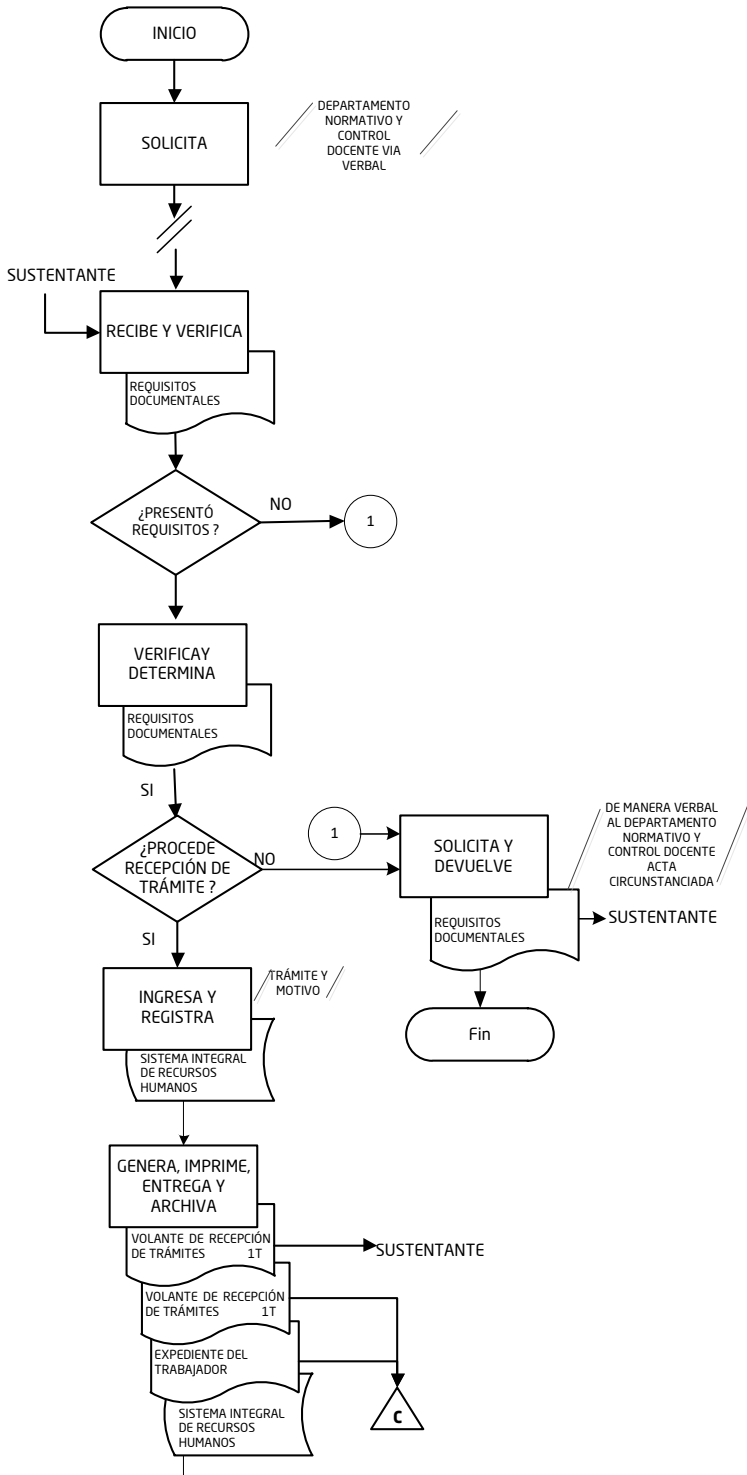 INICIO
SOLICITA
DEPARTAMENTO
NORMATIVO Y
CONTROL
DOCENTE VIA
VERBAL
SUSTENTANTE
RECIBE Y VERIFICA
REQUISITOS
DOCUMENTALES
¿PRESENTÓ
REQUISITOS ?
NO
1
VERIFICAY
DETERMINA
REQUISITOS
DOCUMENTALES
SI
¿PROCEDE
RECEPCIÓN DE
TRÁMITE ?
NO
1
SOLICITA Y
DEVUELVE
DE MANERA VERBAL
AL DEPARTAMENTO
NORMATIVO Y
CONTROL DOCENTE
ACTA
CIRCUNSTANCIADA
REQUISITOS
DOCUMENTALES
SUSTENTANTE
Fin
SI
INGRESA Y
REGISTRA
TRÁMITE Y
MOTIVO
SISTEMA INTEGRAL
DE RECURSOS
HUMANOS
GENERA, IMPRIME,
ENTREGA Y
ARCHIVA
VOLANTE DE RECEPCIÓN
DE TRÁMITES 1T
SUSTENTANTE
VOLANTE DE RECEPCIÓN
DE TRÁMITES 1T
EXPEDIENTE DEL
TRABAJADOR
C
SISTEMA INTEGRAL
DE RECURSOS
HUMANOS